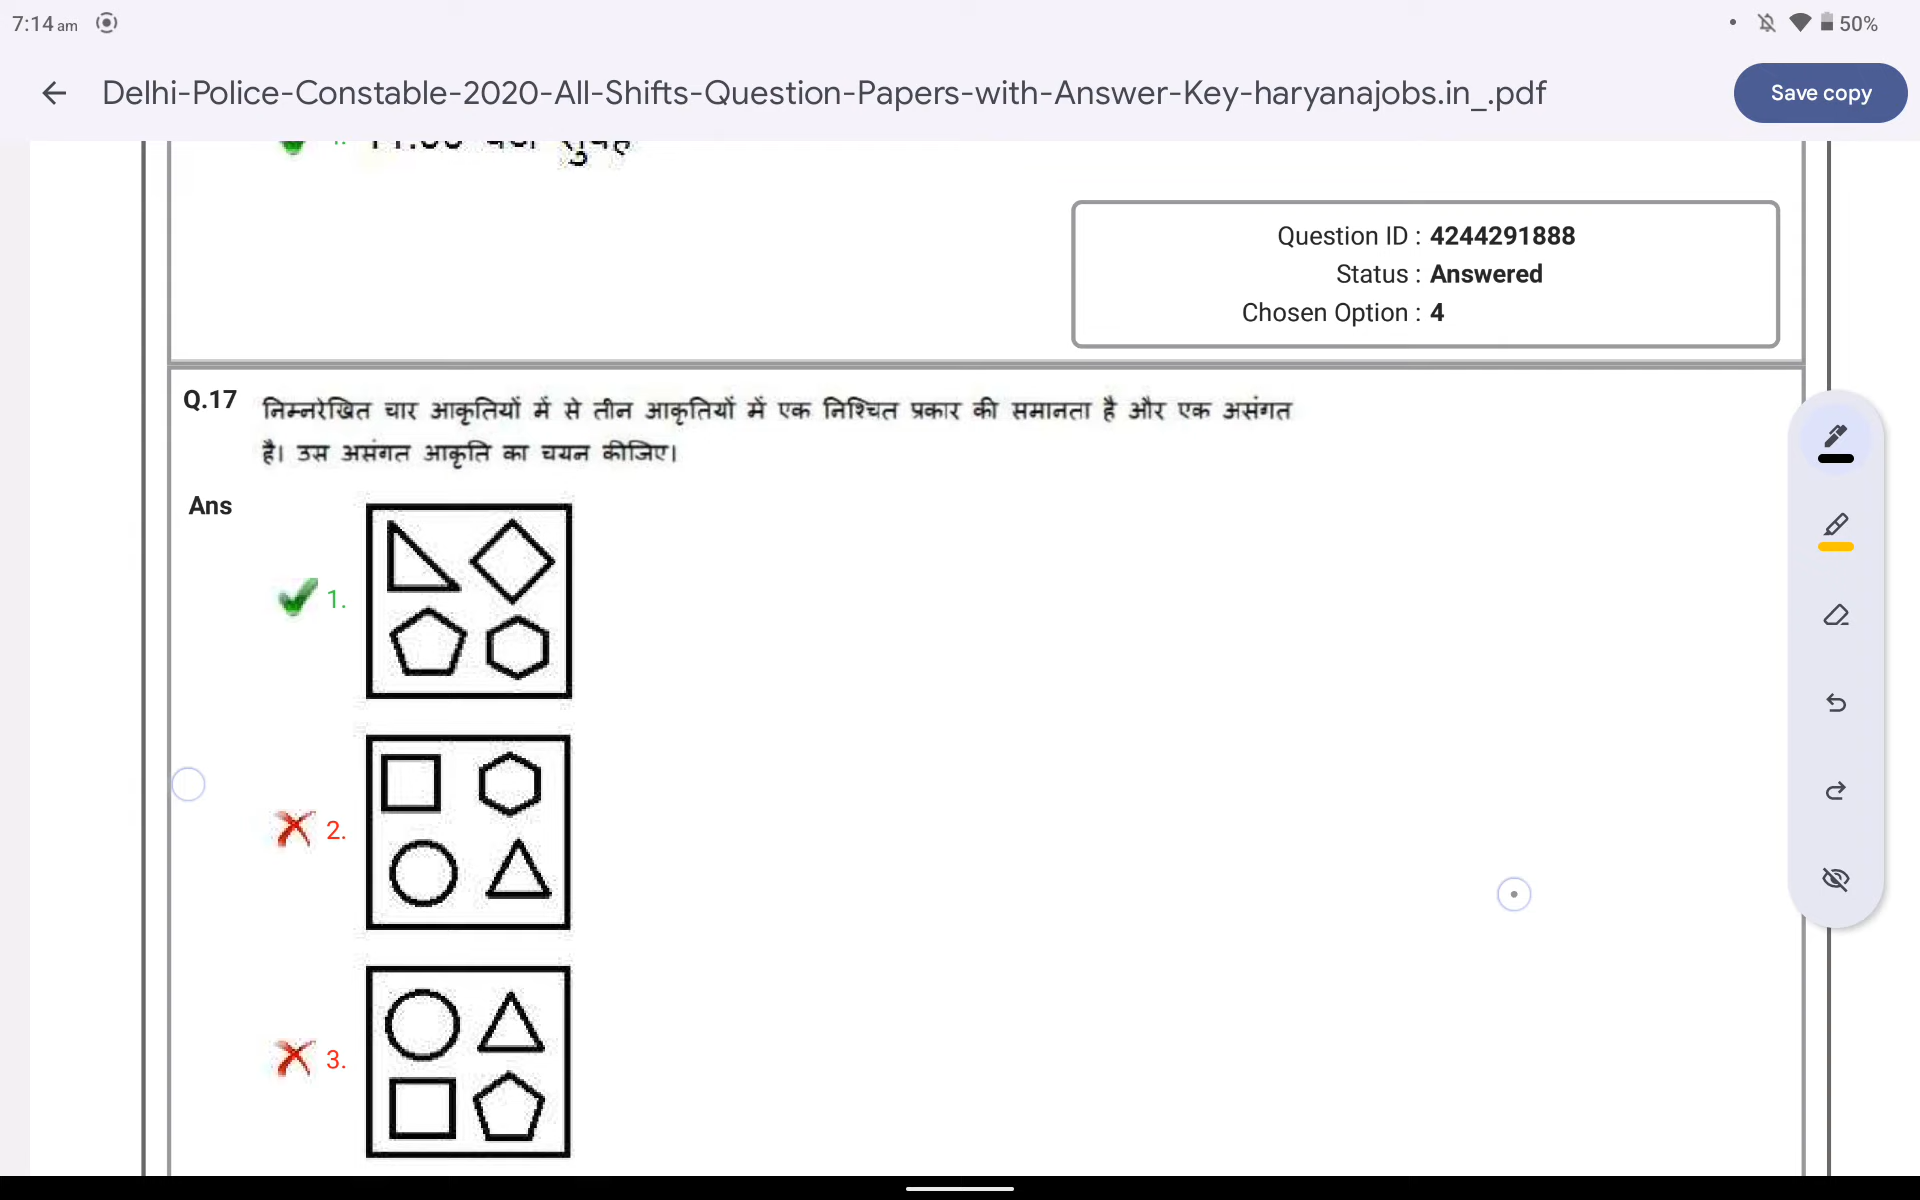 7:14 am
50%
Delhi-Police-Constable-2020-All-Shifts-Question-Papers-with-Answer-Key-haryanajobs.in_.pdf
Save copy
Question ID : 4244291888
Status : Answered
Chosen Option : 4
Q.17 निम्नरेखित चार आकृतियों में से तीन आकृतियों में एक निश्चित प्रकार की समानता है और एक असंगत
है। उस असंगत आकृति का चयन कीजिए।
Ans
1.
2.
3.